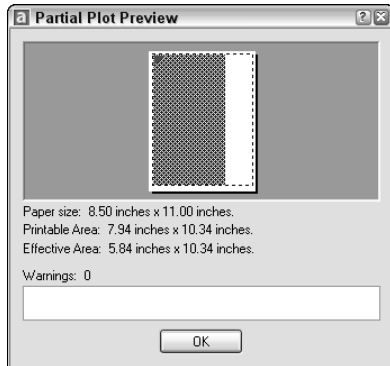 a Partial Plot Preview
Paper size: 8.50 inches x 11.00 inches.
Printable Area: 7.94 inches x 10.34 inches.
Effective Area: 5.84 inches x 10.34 inches.
Warnings: 0
OK